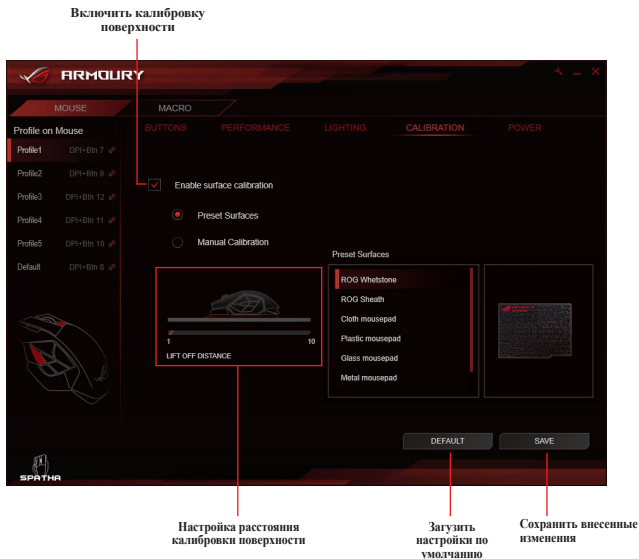 Включить калибровку
поверхности
ARMOURY
MOUSE MACRO
Profile on Mouse
BUTTONS PERFORMANCE LIGHTING CALIBRATION POWER
Profile1 DPI+Btn 7
Profile2 DPI+Btn 9
Profile3 DPI+Btn 12
Profile4 DPI+Btn 11
Profile5 DPI+Btn 10
Default DPI+Btn 8
Enable surface calibration
Preset Surfaces
Manual Calibration
1 10
LIFT OFF DISTANCE
Preset Surfaces
ROG Whetstone
ROG Sheath
Cloth mousepad
Plastic mousepad
Glass mousepad
Metal mousepad
DEFAULT SAVE
SPATHA
Настройка расстояния
калибровки поверхности
Загузить
настройки по
умолчанию
Сохранить внесенные
изменения